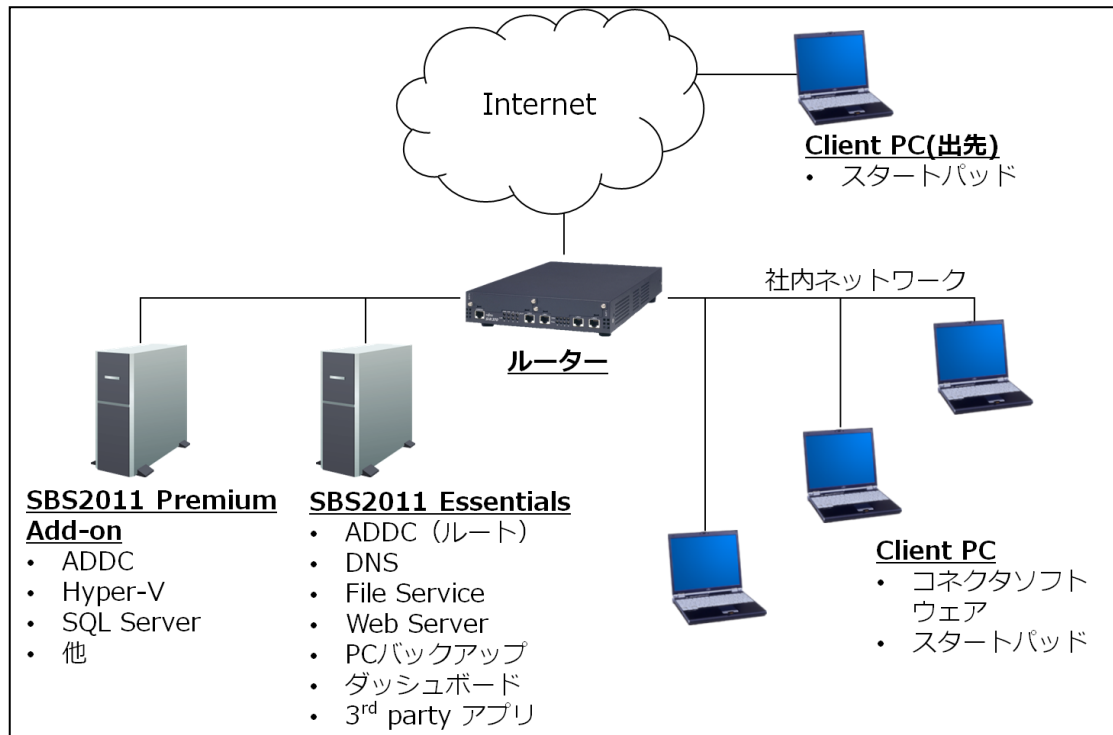 Internet
Client PC(出先)
• スタートパッド
社内ネットワーク
ルーター
SBS2011 Premium
Add-on
• ADDC
• Hyper-V
• SQL Server
• 他
SBS2011 Essentials
• ADDC（ルート）
• DNS
• File Service
• Web Server
• PCバックアップ
• ダッシュボード
• 3rd party アプリ
Client PC
• コネクタソフト
ウェア
• スタートパッド